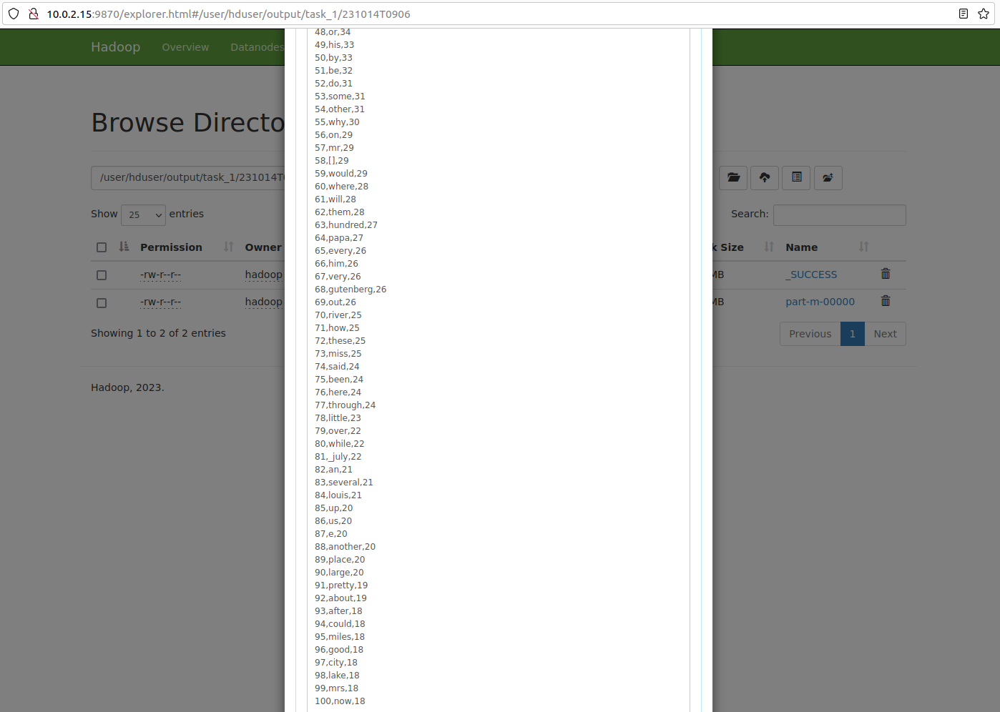 10.0.2.15:9870/explorer.html#/user/hduser/output/task_1/231014T0906
Hadoop Overview Datanodes
Browse Directo
/user/hduser/output/task_1/231014T
Show 25 entries
Search:
Permission Owner
k Size Name
-rw-r--r-- hadoop
MB _SUCCESS
-rw-r--r-- hadoop
MB part-m-00000
Showing 1 to 2 of 2 entries
Previous 1 Next
Hadoop, 2023.
48,or,34
49,his,33
50,by,33
51,be,32
52,do,31
53,some,31
54,other,31
55,why,30
56,on,29
57,mr,29
58,[],29
59,would,29
60,where,28
61,will,28
62,them,28
63,hundred,27
64,papa,27
65,every,26
66,him,26
67,very,26
68,gutenberg,26
69,out,26
70,river,25
71,how,25
72,these,25
73,miss,25
74,said,24
75,been,24
76,here,24
77,through,24
78,little,23
79,over,22
80,while,22
81,_july,22
82,an,21
83,several,21
84,louis,21
85,up,20
86,us,20
87,e,20
88,another,20
89,place,20
90,large,20
91,pretty,19
92,about,19
93,after,18
94,could,18
95,miles,18
96,good,18
97,city,18
98,lake,18
99,mrs,18
100,now,18